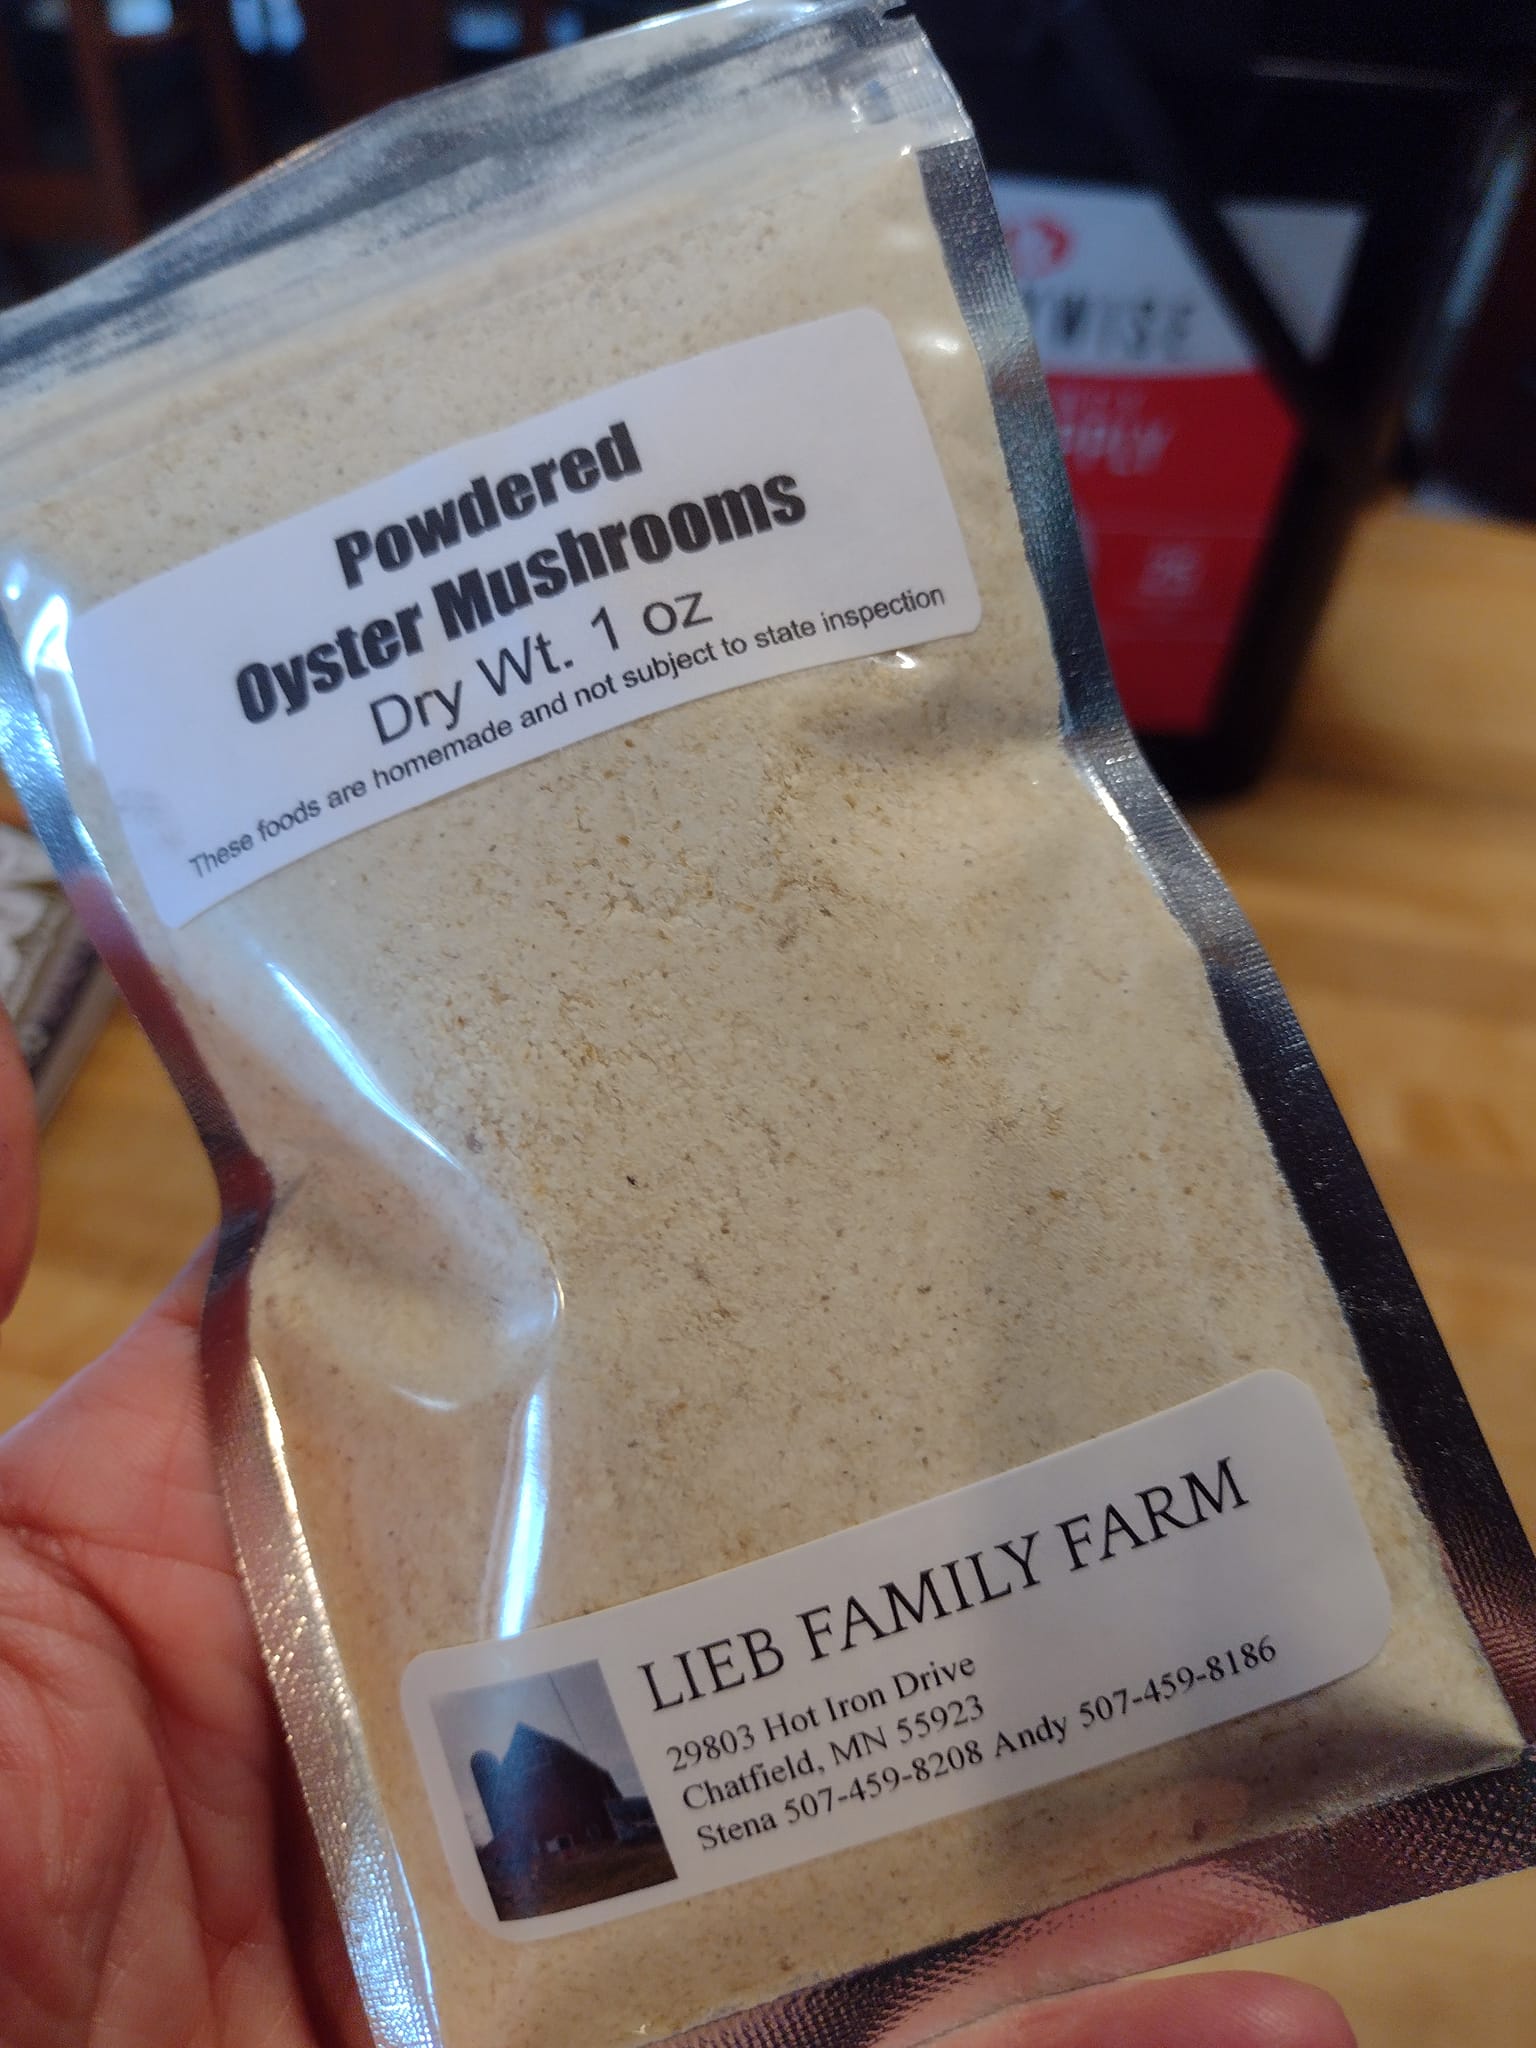 Powdered
Oyster Mushrooms
Dry Wt. 1 oz
These foods are homemade and not subject to state inspection
LIEB FAMILY FARM
29803 Hot Iron Drive
Chatfield, MN 55923
Stena 507-459-8208 Andy 507-459-8186